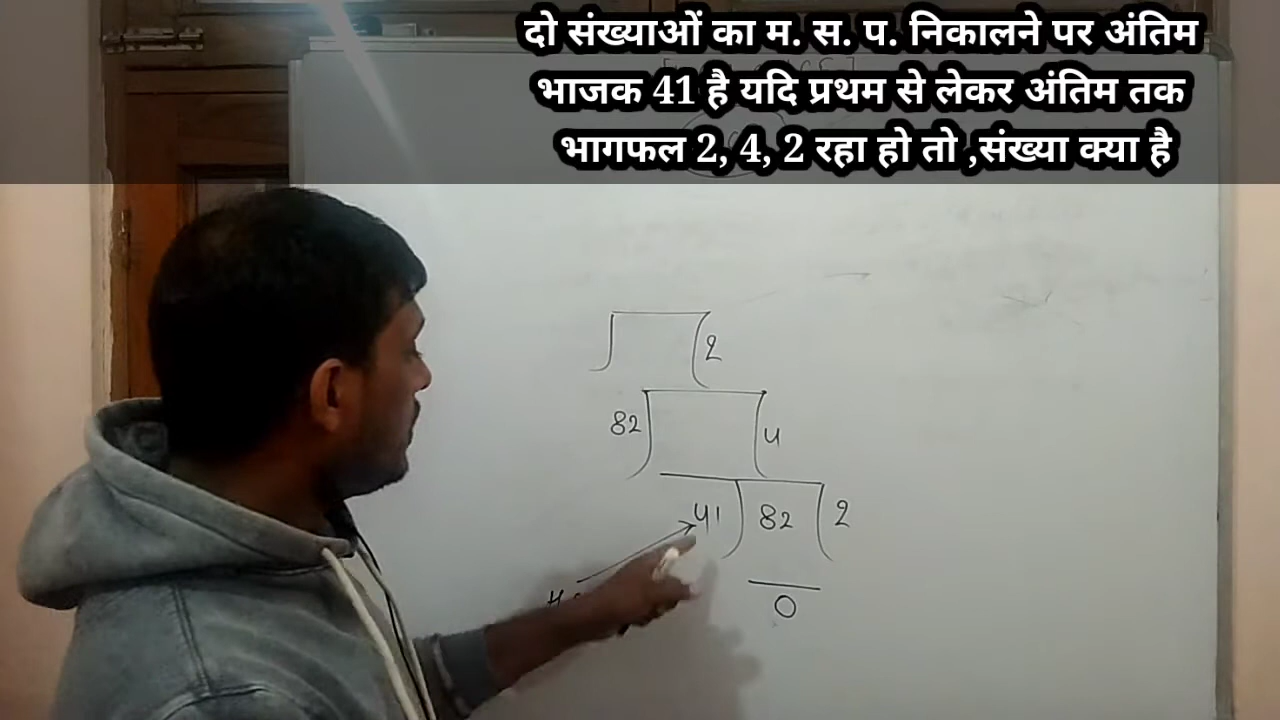 दो संख्याओं का म. स. प. निकालने पर अंतिम
भाजक 41 है यदि प्रथम से लेकर अंतिम तक
भागफल 2, 4, 2 रहा हो तो ,संख्या क्या है
2
82 4
41 82 2
0